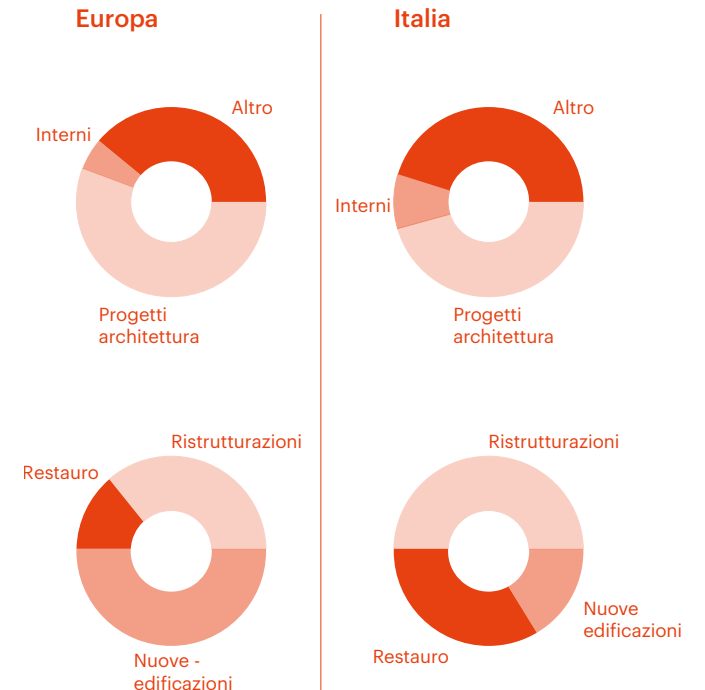 Europa
Italia
Altro
Interni
Progetti
architettura
Altro
Interni
Progetti
architettura
Ristrutturazioni
Restauro
Nuove -
edificazioni
Ristrutturazioni
Nuove
edificazioni
Restauro